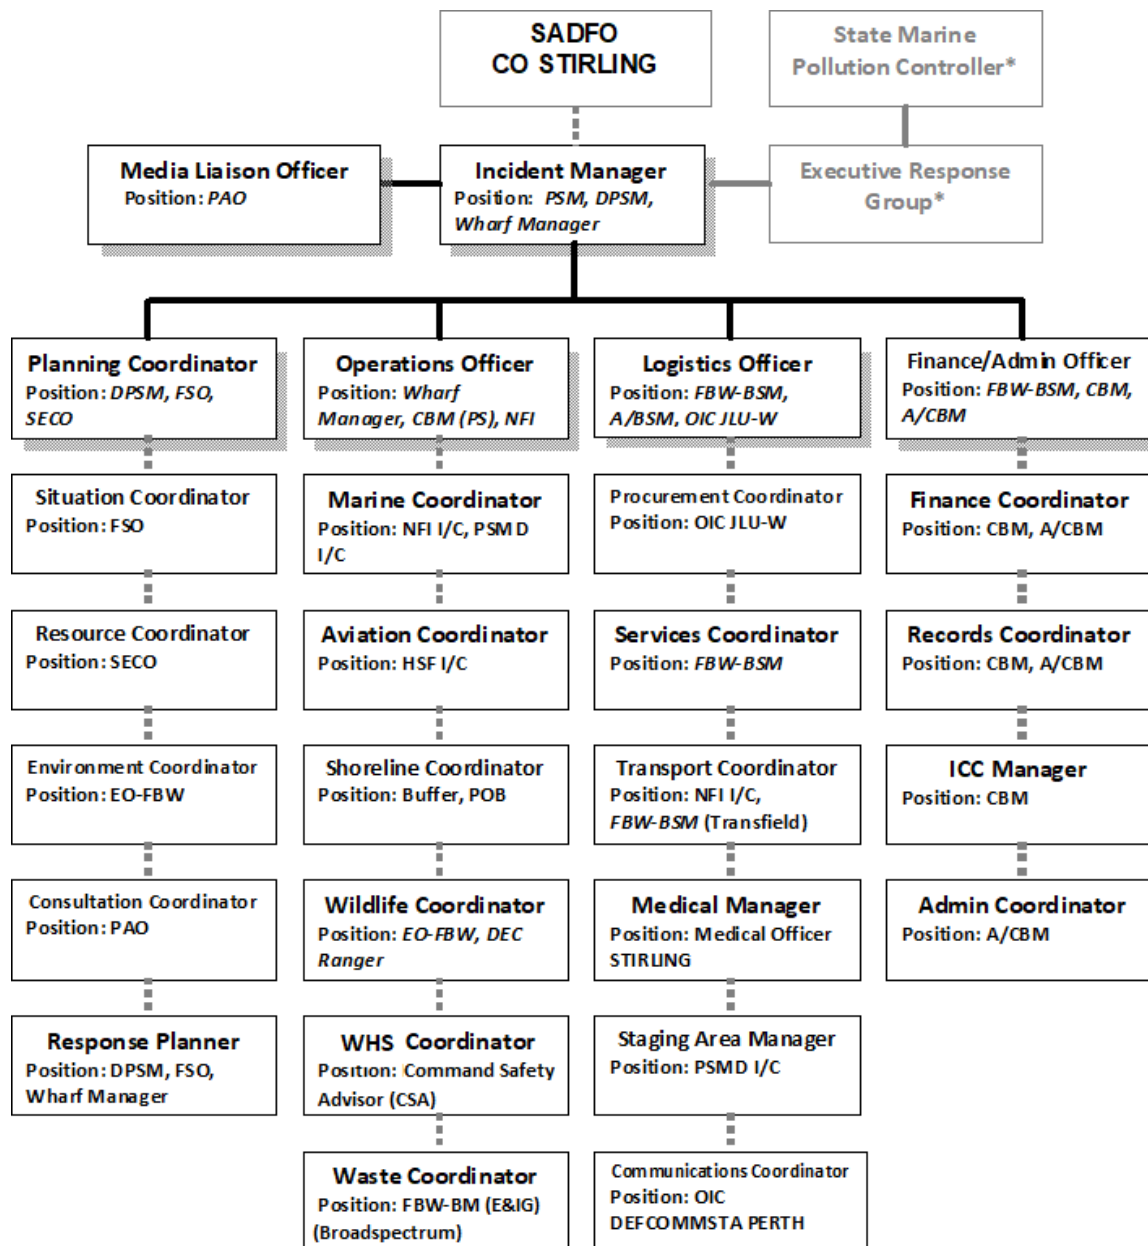 SADFO
CO STIRLING
State Marine
Pollution Controller*
Media Liaison Officer
Position: PAO
Incident Manager
Position: PSM, DPSM,
Wharf Manager
Executive Response
Group*
Planning Coordinator
Position: DPSM, FSO,
SECO
Operations Officer
Position: Wharf
Manager, CBM (PS), NFI
Logistics Officer
Position: FBW-BSM,
A/BSM, OIC JLU-W
Finance/Admin Officer
Position: FBW-BSM, CBM,
A/CBM
Situation Coordinator
Position: FSO
Marine Coordinator
Position: NFI I/C, PSMD
I/C
Procurement Coordinator
Position: OIC JLU-W
Finance Coordinator
Position: CBM, A/CBM
Resource Coordinator
Position: SECO
Aviation Coordinator
Position: HSF I/C
Services Coordinator
Position: FBW-BSM
Records Coordinator
Position: CBM, A/CBM
Environment Coordinator
Position: EO-FBW
Shoreline Coordinator
Position: Buffer, POB
Transport Coordinator
Position: NFI I/C,
FBW-BSM (Transfield)
ICC Manager
Position: CBM
Consultation Coordinator
Position: PAO
Wildlife Coordinator
Position: EO-FBW, DEC
Ranger
Medical Manager
Position: Medical Officer
STIRLING
Admin Coordinator
Position: A/CBM
Response Planner
Position: DPSM, FSO,
Wharf Manager
WHS Coordinator
Position: Command Safety
Advisor (CSA)
Staging Area Manager
Position: PSMD I/C
Waste Coordinator
Position: FBW-BM (E&IG)
(Broadspectrum)
Communications Coordinator
Position: OIC
DEFCOMMSTA PERTH